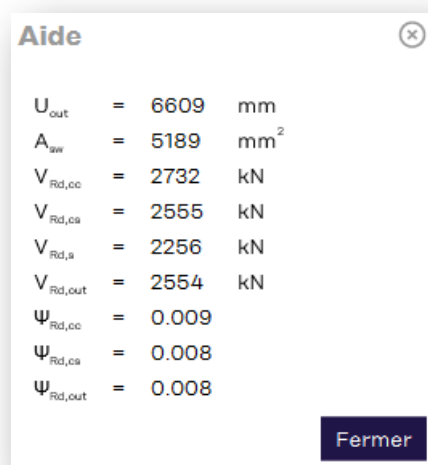 Aide
U_out = 6609 mm
A_sw = 5189 mm²
V_Rd,cc = 2732 kN
V_Rd,cs = 2555 kN
V_Rd,s = 2256 kN
V_Rd,out = 2554 kN
Ψ_Rd,cc = 0.009
Ψ_Rd,cs = 0.008
Ψ_Rd,out = 0.008
Fermer